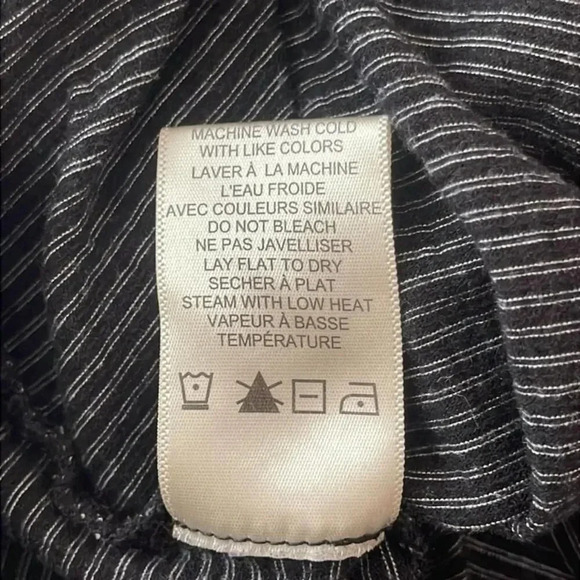 MACHINE WASH COLD
WITH LIKE COLORS
LAVER À LA MACHINE
L'EAU FROIDE
AVEC COULEURS SIMILAIRE
DO NOT BLEACH
NE PAS JAVELLISER
LAY FLAT TO DRY
SECHER À PLAT
STEAM WITH LOW HEAT
VAPEUR À BASSE
TEMPÉRATURE